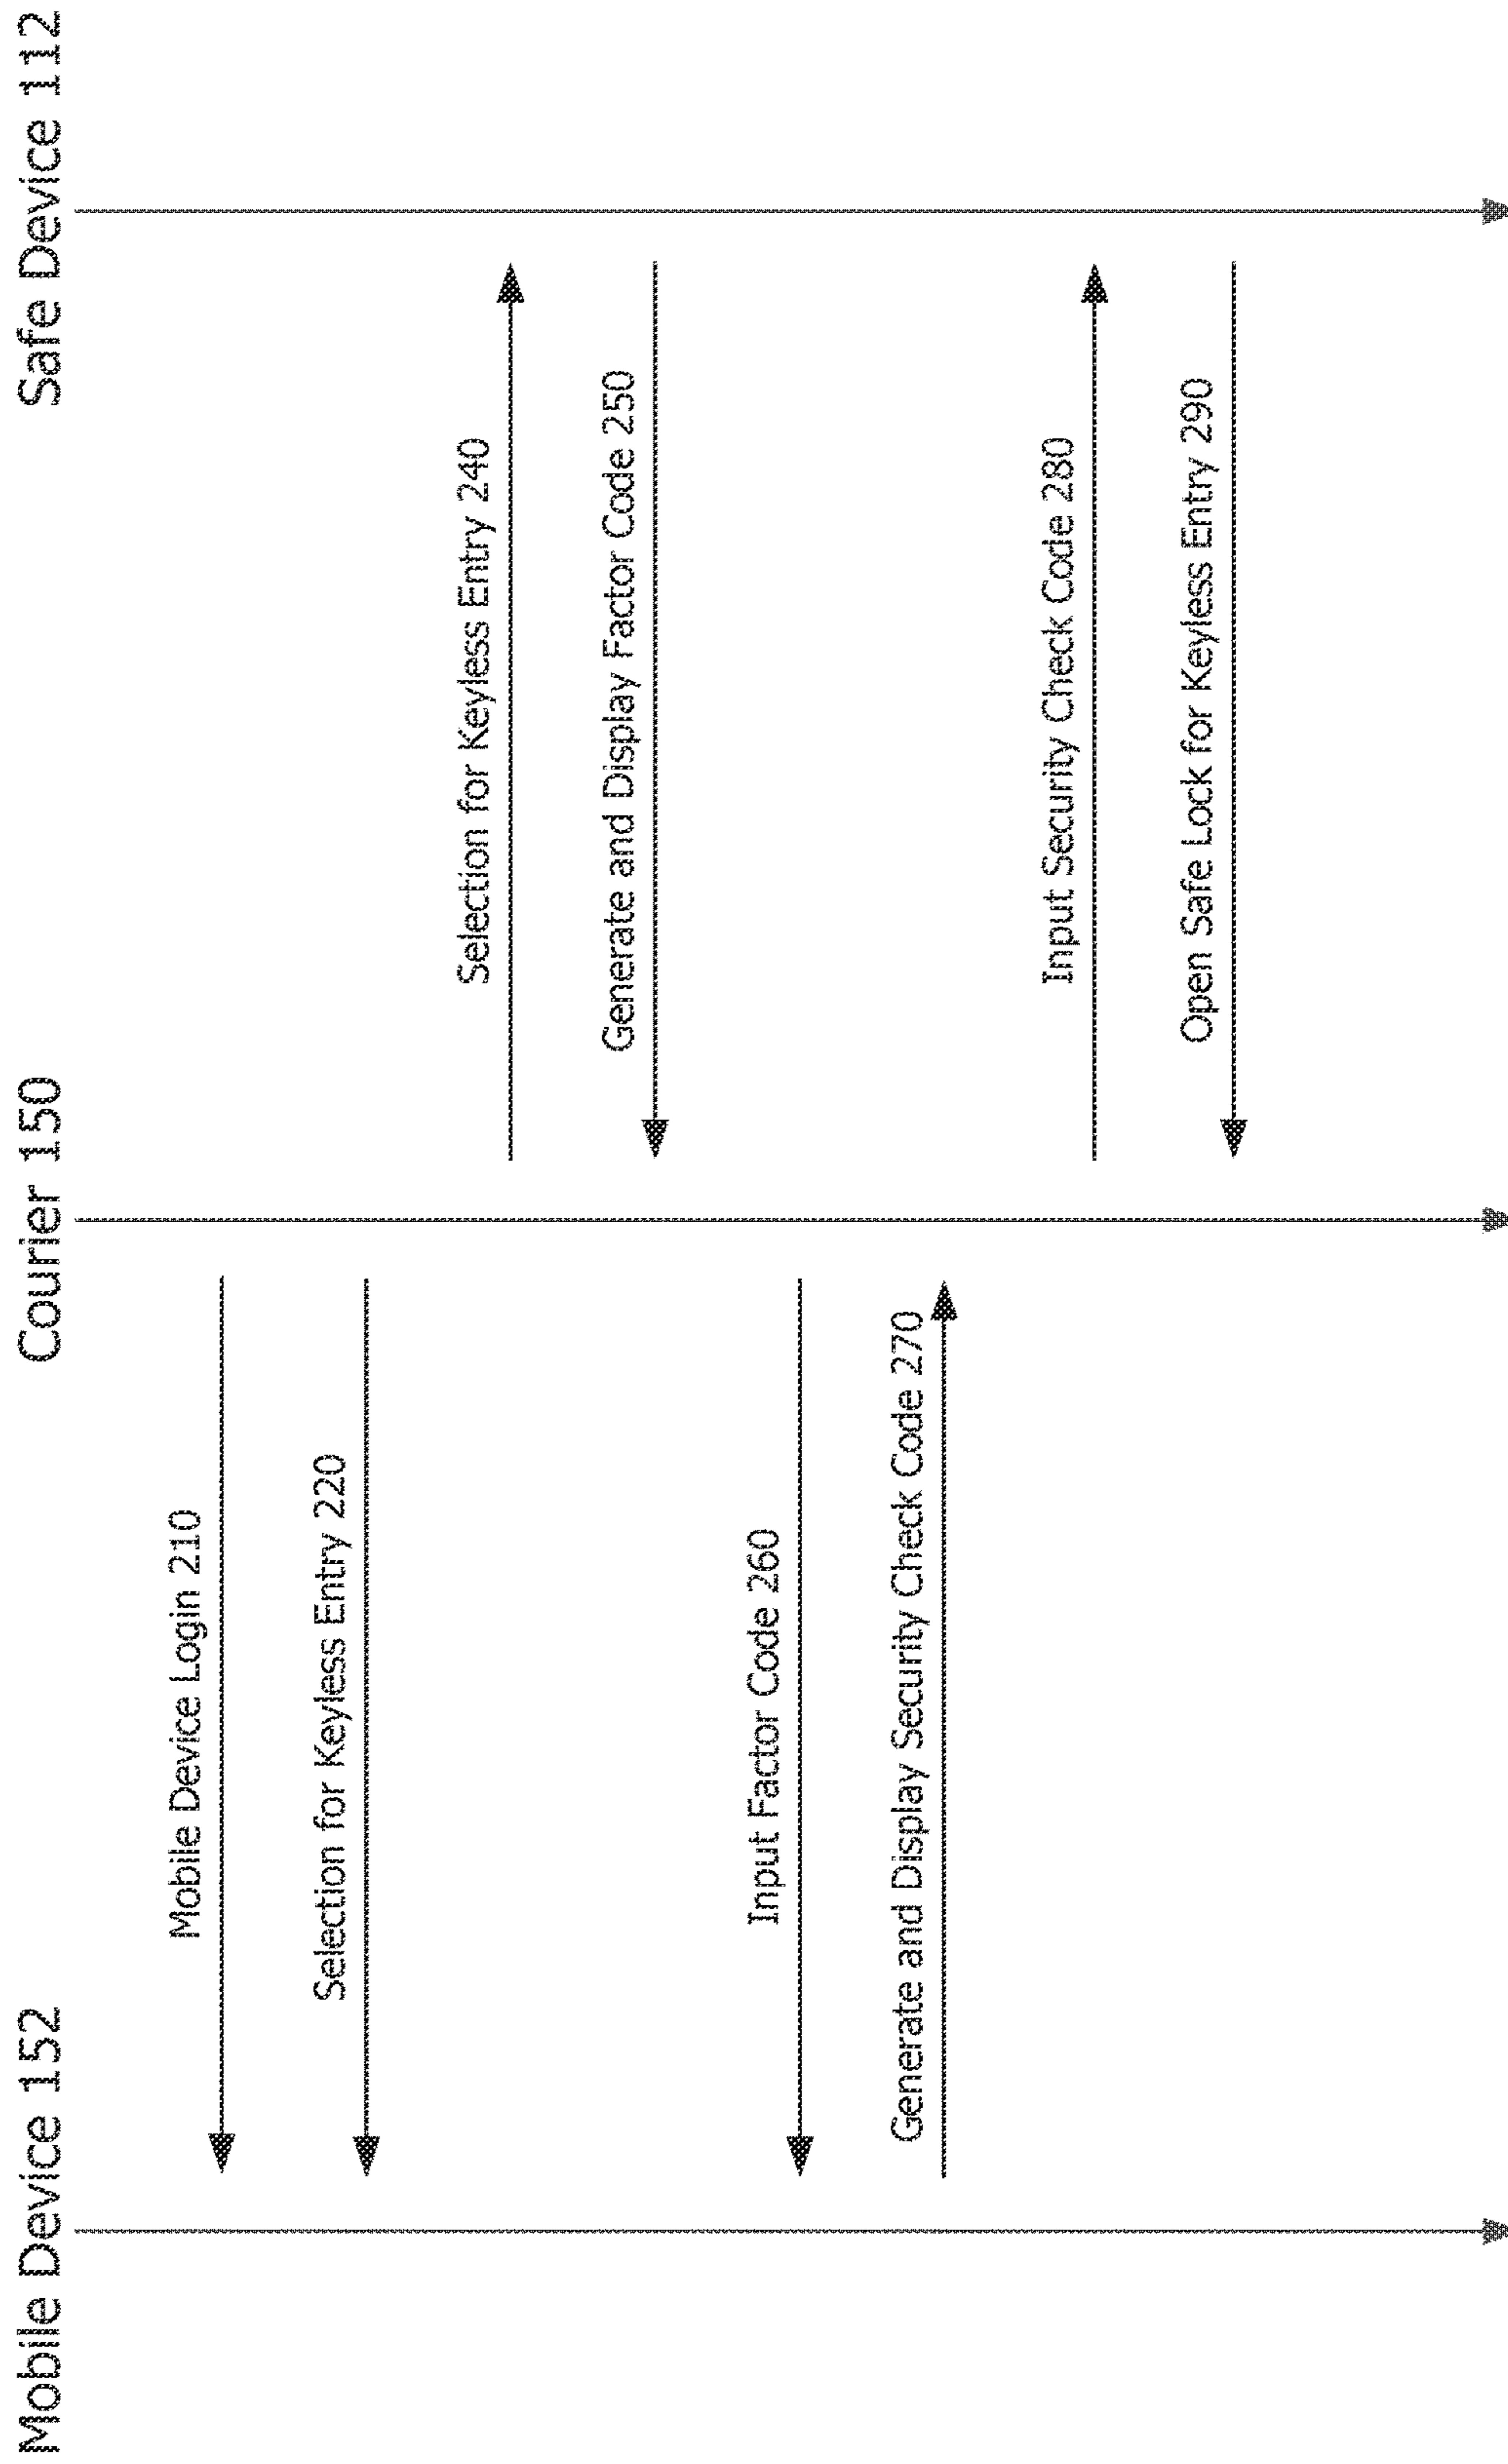 Mobile Device 152
Courier 150
Safe Device 112
Mobile Device Login 210
Selection for Keyless Entry 220
Selection for Keyless Entry 240
Generate and Display Factor Code 250
Input Factor Code 260
Generate and Display Security Check Code 270
Input Security Check Code 280
Open Safe Lock for Keyless Entry 290